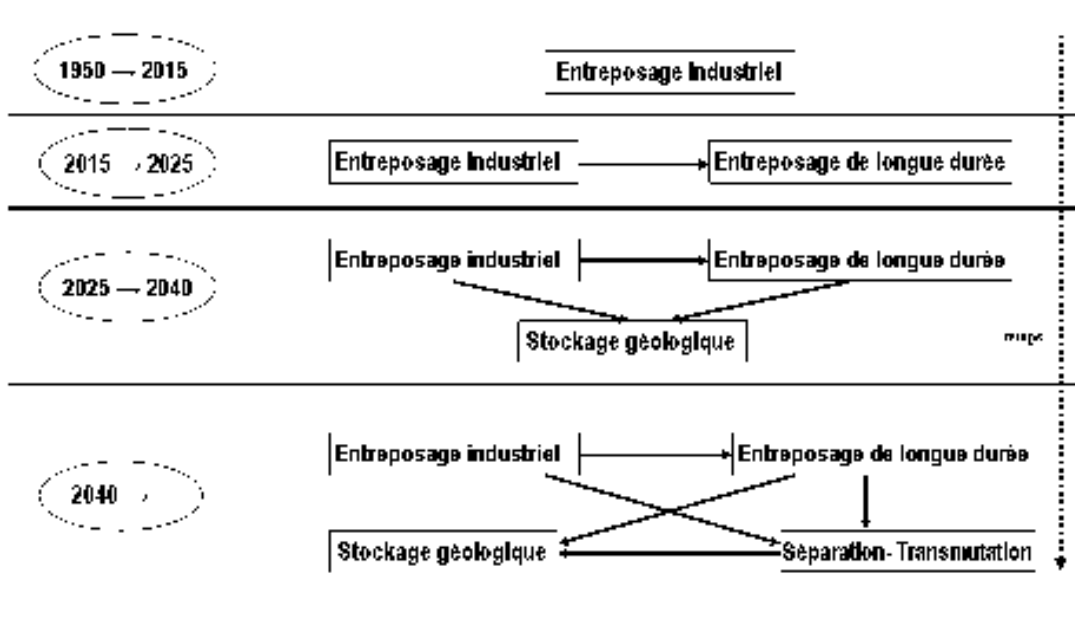 1950 → 2015
Entreposage Industriel
2015 → 2025
Entreposage Industriel
Entreposage de longue durée
Entreposage industriel
Entreposage de longue durée
2025 → 2040
Stockage géologique
temps
Entreposage industriel
Entreposage de longue durée
2040 →
Stockage géologique
Séparation - Transmutation